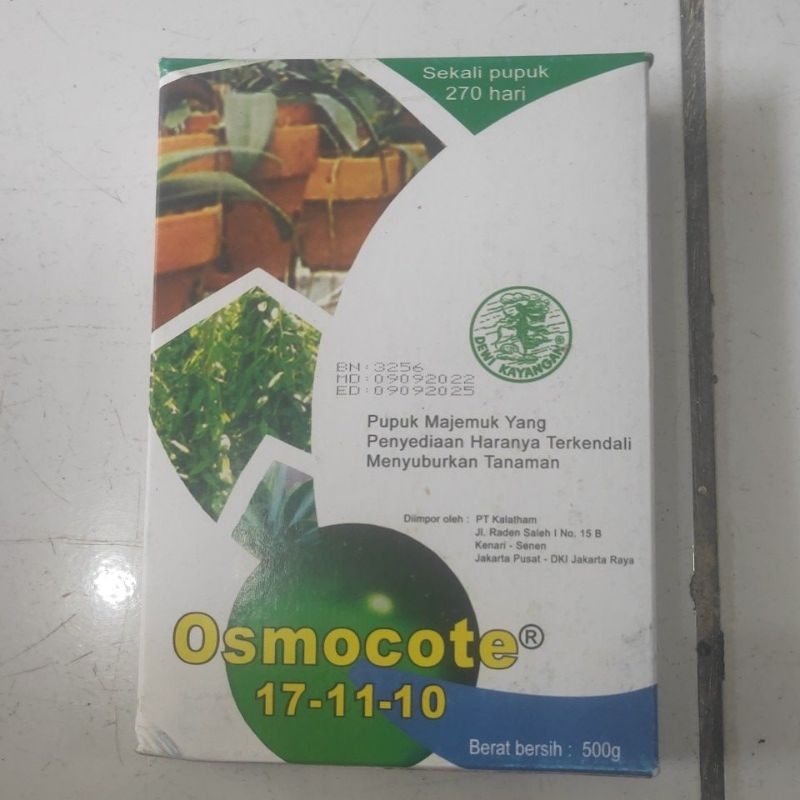 Sekali pupuk
270 hari
DEWI KAYANGAN®
BN:3256
MD:09092022
ED:09092025
Pupuk Majemuk Yang
Penyediaan Haranya Terkendali
Menyuburkan Tanaman
Diimpor oleh : PT Kalatham
Jl. Raden Saleh I No. 15 B
Kenari - Senen
Jakarta Pusat - DKI Jakarta Raya
Osmocote®
17-11-10
Berat bersih : 500g